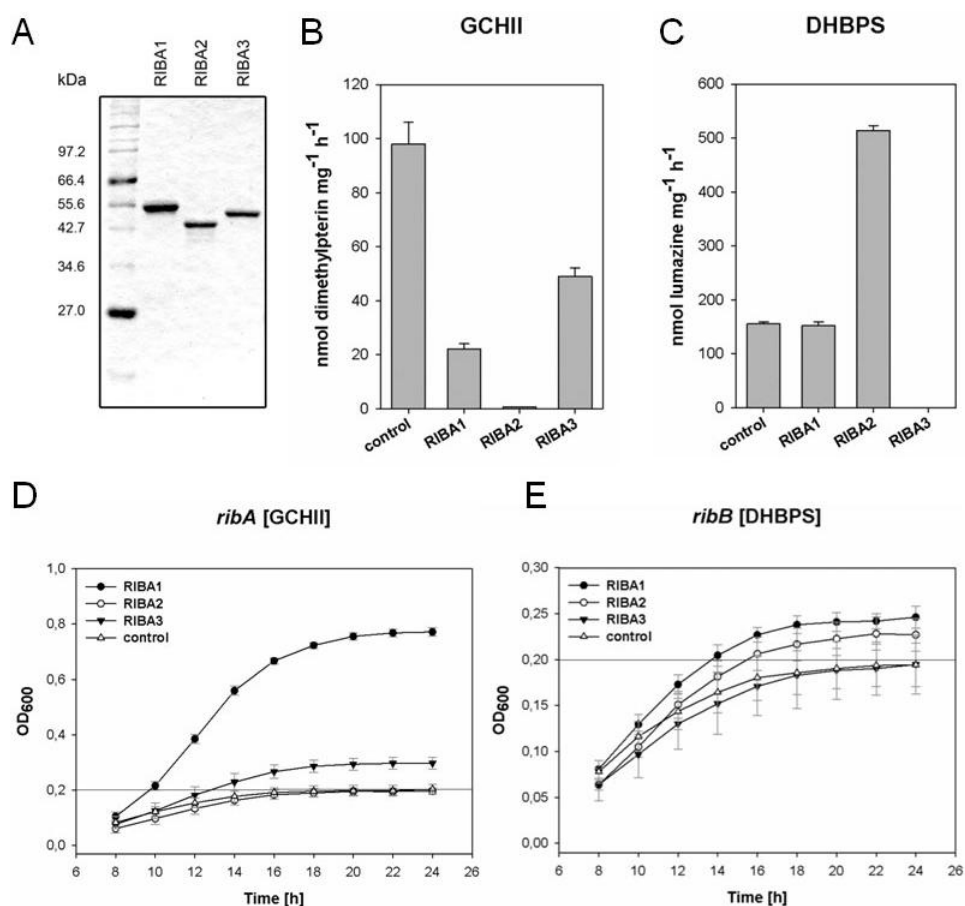 A
RIBA1
RIBA2
RIBA3
kDa
97.2
66.4
55.6
42.7
34.6
27.0
B
GCHII
nmol dimethylpterin mg⁻¹ h⁻¹
120
100
80
60
40
20
0
control
RIBA1
RIBA2
RIBA3
C
DHBPS
nmol lumazine mg⁻¹ h⁻¹
600
500
400
300
200
100
0
control
RIBA1
RIBA2
RIBA3
D
ribA [GCHII]
OD600
1,0
0,8
0,6
0,4
0,2
0,0
RIBA1
RIBA2
RIBA3
control
6 8 10 12 14 16 18 20 22 24 26
Time [h]
E
ribB [DHBPS]
OD600
0,30
0,25
0,20
0,15
0,10
0,05
0,00
RIBA1
RIBA2
RIBA3
control
6 8 10 12 14 16 18 20 22 24 26
Time [h]